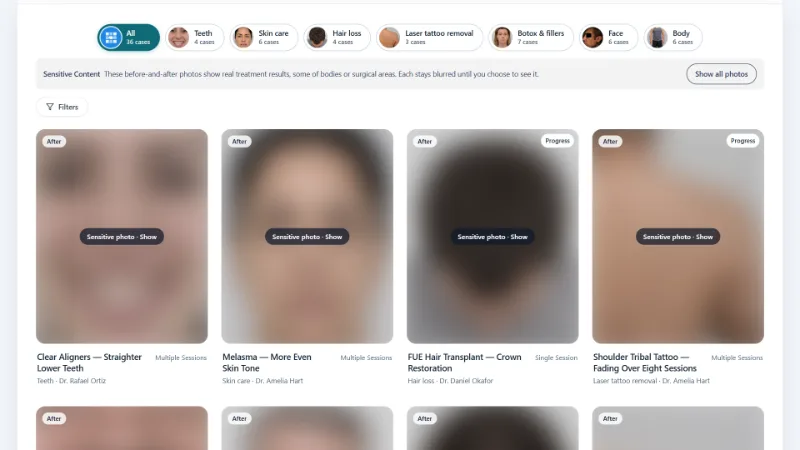 All
36 cases
Teeth
4 cases
Skin care
6 cases
Hair loss
4 cases
Laser tattoo removal
3 cases
Botox & fillers
7 cases
Face
6 cases
Body
6 cases
Sensitive Content These before-and-after photos show real treatment results, some of bodies or surgical areas. Each stays blurred until you choose to see it.
Show all photos
Filters
After
After
After
Progress
After
Progress
Sensitive photo · Show
Sensitive photo · Show
Sensitive photo · Show
Sensitive photo · Show
Clear Aligners — Straighter
Lower Teeth
Multiple Sessions
Teeth · Dr. Rafael Ortiz
Melasma — More Even
Skin Tone
Multiple Sessions
Skin care · Dr. Amelia Hart
FUE Hair Transplant — Crown
Restoration
Single Session
Hair loss · Dr. Daniel Okafor
Shoulder Tribal Tattoo —
Fading Over Eight Sessions
Multiple Sessions
Laser tattoo removal · Dr. Amelia Hart
After
After
After
After